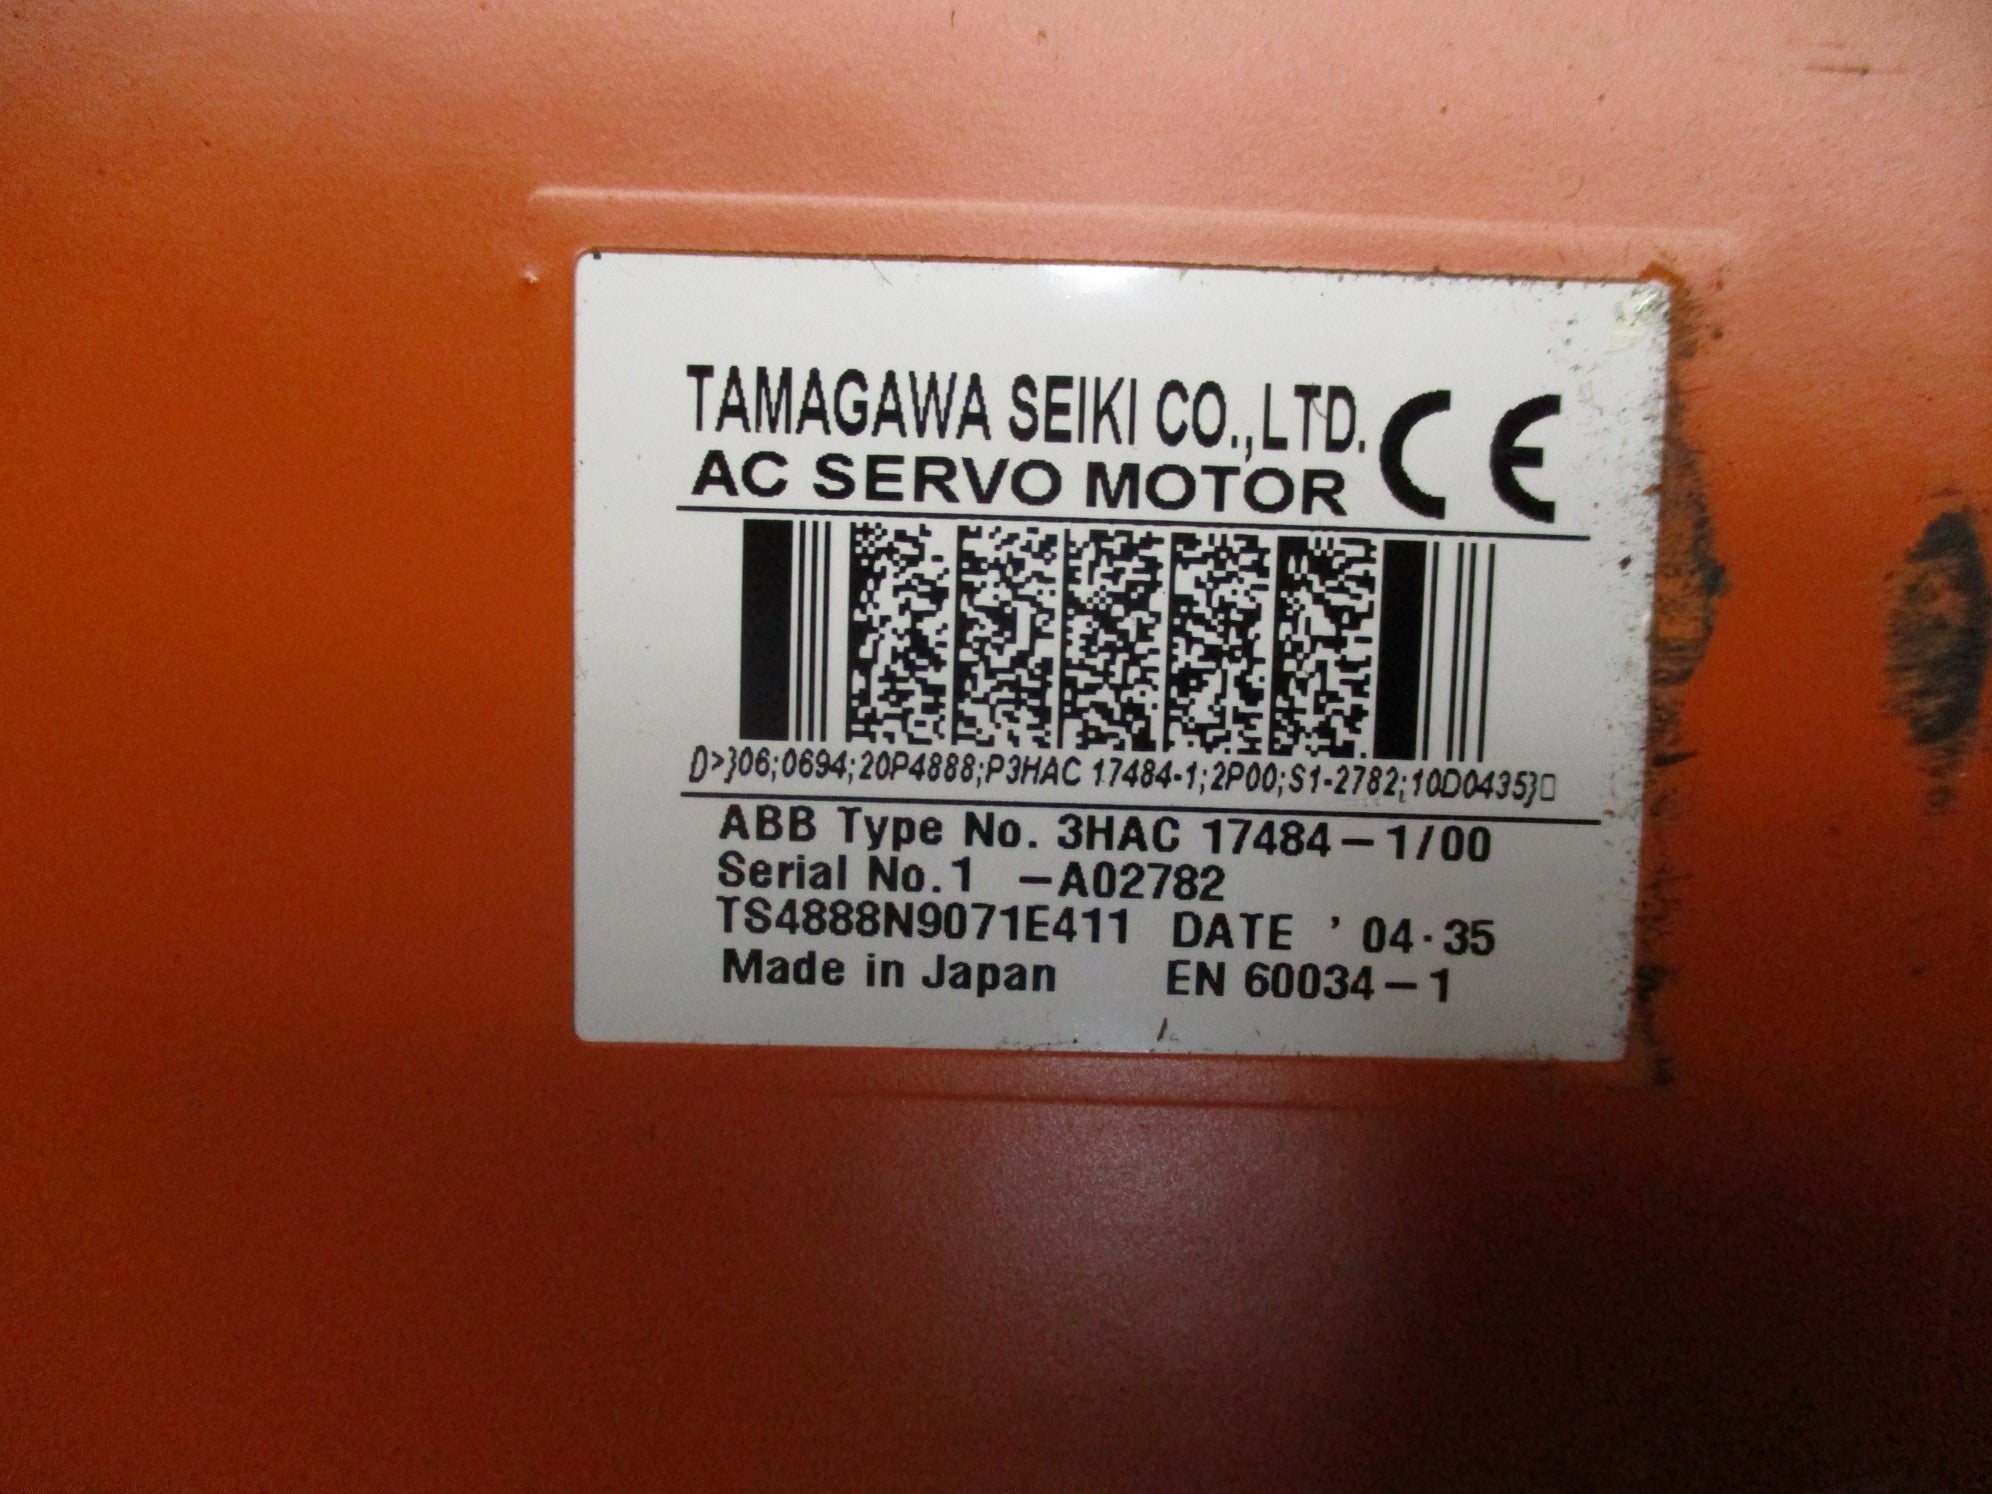 TAMAGAWA SEIKI CO.,LTD. CE
AC SERVO MOTOR
[)>}06;0694;20P4888;P3HAC 17484-1;2P00;S1-2782;10D0435}□
ABB Type No. 3HAC 17484-1/00
Serial No. 1 -A02782
TS4888N9071E411 DATE '04·35
Made in Japan EN 60034-1